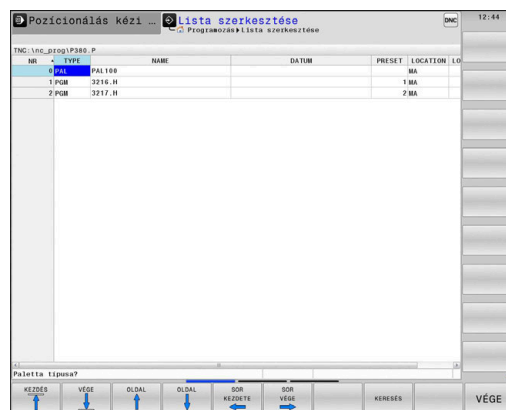 Pozícionálás kézi ... Lista szerkesztése DNC 12:44
Programozás▶Lista szerkesztése
TNC:\nc_prog\P380.P
NR TYPE NAME DATUM PRESET LOCATION LO
0 PAL PAL100 MA
1 PGM 3216.H 1 MA
2 PGM 3217.H 2 MA
Paletta típusa?
KEZDÉS VÉGE OLDAL OLDAL SOR KEZDETE SOR VÉGE KERESÉS VÉGE